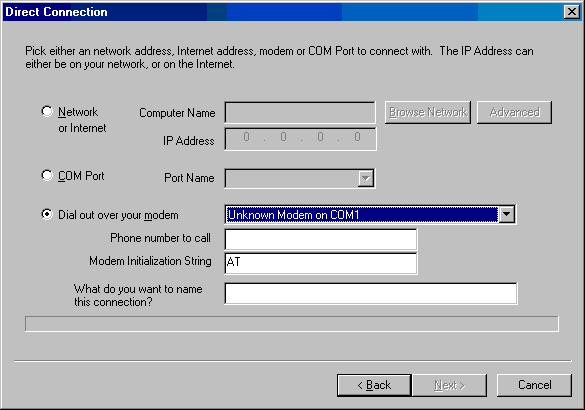 Direct Connection
Pick either an network address, Internet address, modem or COM Port to connect with. The IP Address can
either be on your network, or on the Internet.
Network
or Internet
Computer Name
Browse Network
Advanced
IP Address
0 . 0 . 0 . 0
COM Port
Port Name
Dial out over your modem
Unknown Modem on COM1
Phone number to call
Modem Initialization String
AT
What do you want to name
this connection?
< Back
Next >
Cancel